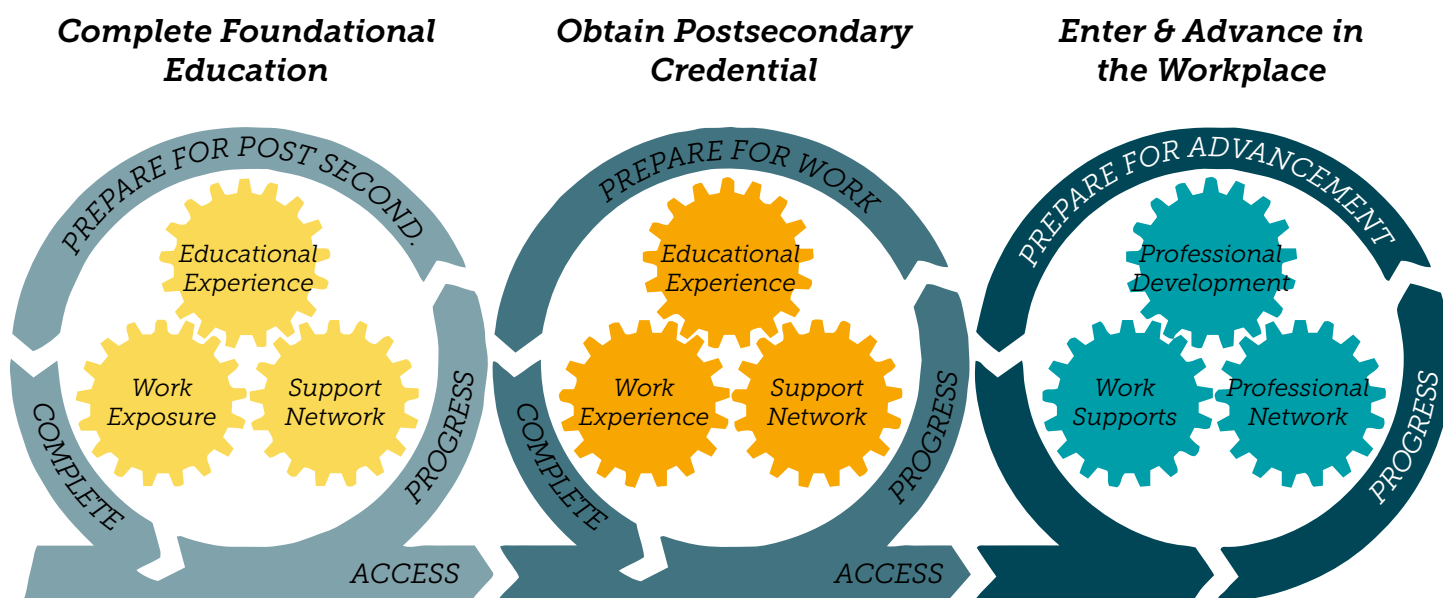 Complete Foundational
Education
PREPARE FOR POST SECOND.
Educational
Experience
Work
Exposure
Support
Network
COMPLETE
PROGRESS
ACCESS
Obtain Postsecondary
Credential
PREPARE FOR WORK
Educational
Experience
Work
Experience
Support
Network
COMPLETE
PROGRESS
ACCESS
Enter & Advance in
the Workplace
PREPARE FOR ADVANCEMENT
Professional
Development
Work
Supports
Professional
Network
PROGRESS